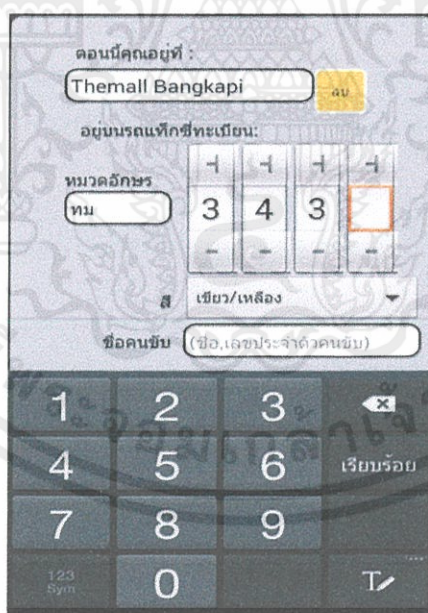 ตอนนี้คุณอยู่ที่ :
Themall Bangkapi ลบ
อยู่บนรถแท็กซี่ทะเบียน:
หมวดอักษร
ทม 3 4 3
สี เขียว/เหลือง
ชื่อคนขับ (ชื่อ,เลขประจำตัวคนขับ)
1 2 3
4 5 6 เรียบร้อย
7 8 9
123
Sym 0 T